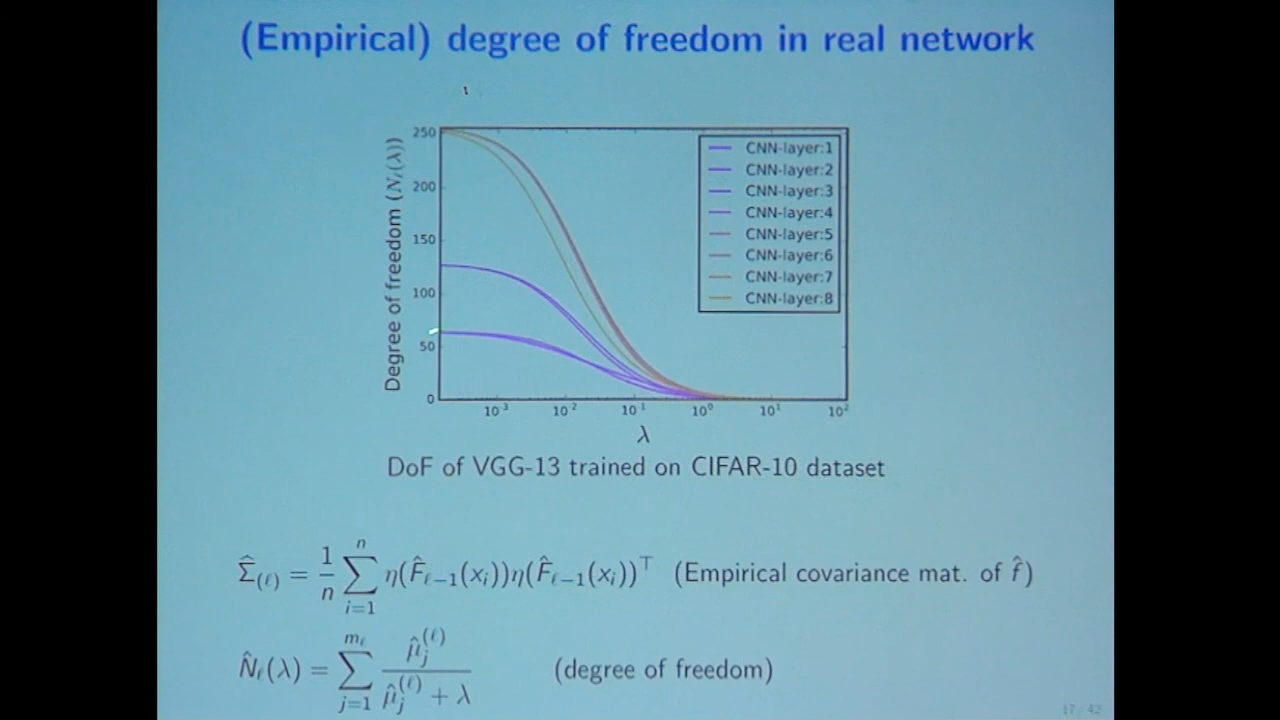 (Empirical) degree of freedom in real network
250
200
150
100
50
0
Degree of freedom (N_ℓ(λ))
CNN-layer:1
CNN-layer:2
CNN-layer:3
CNN-layer:4
CNN-layer:5
CNN-layer:6
CNN-layer:7
CNN-layer:8
10^-3 10^-2 10^-1 10^0 10^1 10^2
λ
DoF of VGG-13 trained on CIFAR-10 dataset
Σ̂_(ℓ) = 1/n ∑_{i=1}^{n} η(F̂_{ℓ−1}(x_i))η(F̂_{ℓ−1}(x_i))^⊤ (Empirical covariance mat. of f̂)
N̂_ℓ(λ) = ∑_{j=1}^{m_ℓ} μ̂_j^(ℓ) / (μ̂_j^(ℓ) + λ) (degree of freedom)
17 / 42